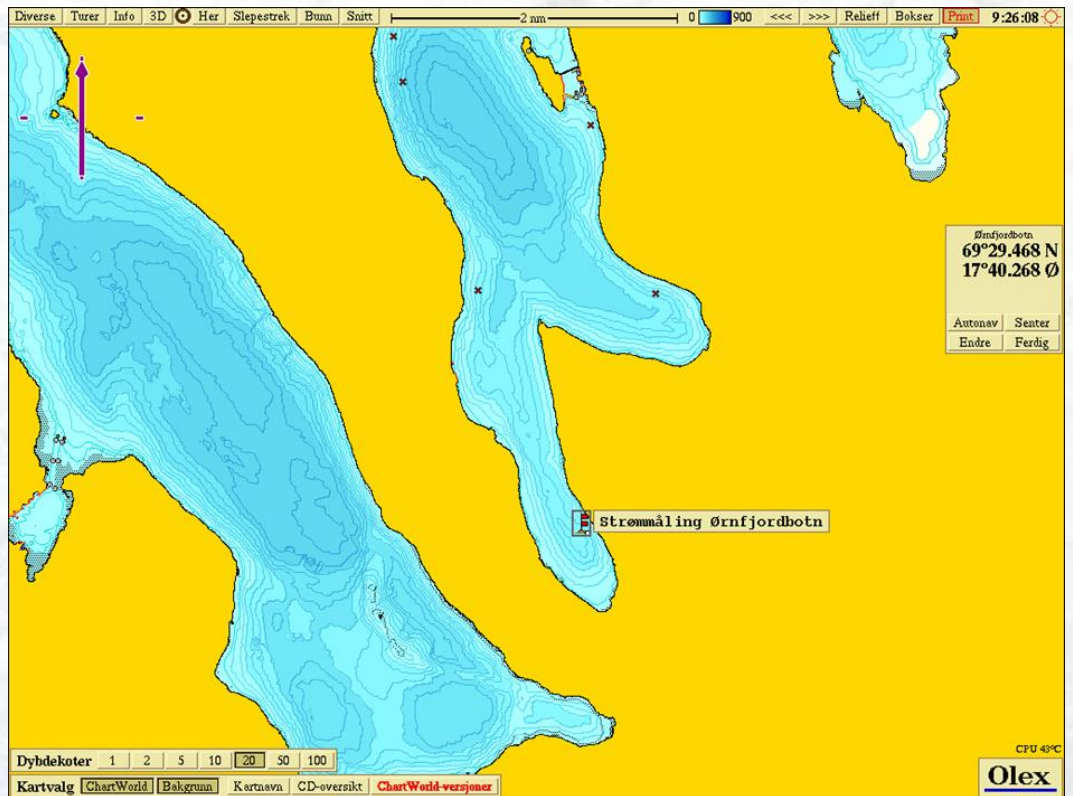 Diverse Turer Info 3D Her Slepestrek Bunn Snitt 2 nm 0 900 <<< >>> Relieff Bokser Print 9:26:08
Ørnfjordbotn
69°29.468 N
17°40.268 Ø
Autonav Senter
Endre Ferdig
Strømmåling Ørnfjordbotn
CPU 43°C
Dybdekoter 1 2 5 10 20 50 100
Olex
Kartvalg ChartWorld Bakgrunn Kartnavn CD-oversikt ChartWorld-versjoner